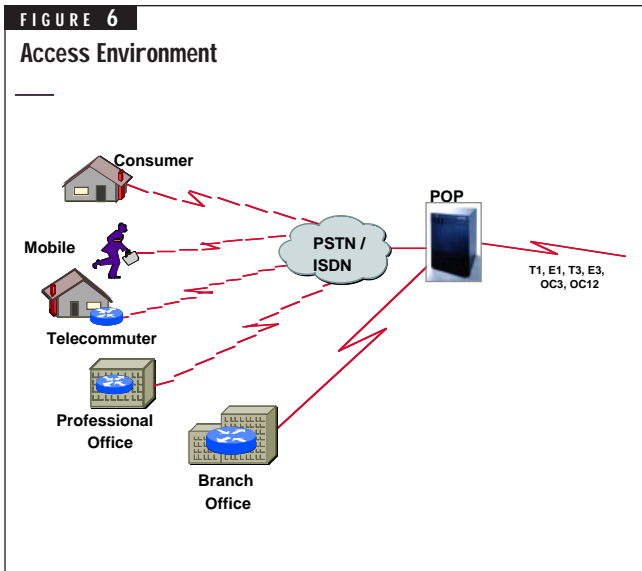 FIGURE 6
Access Environment
Consumer
POP
Mobile
PSTN /
ISDN
T1, E1, T3, E3,
OC3, OC12
Telecommuter
Professional
Office
Branch
Office